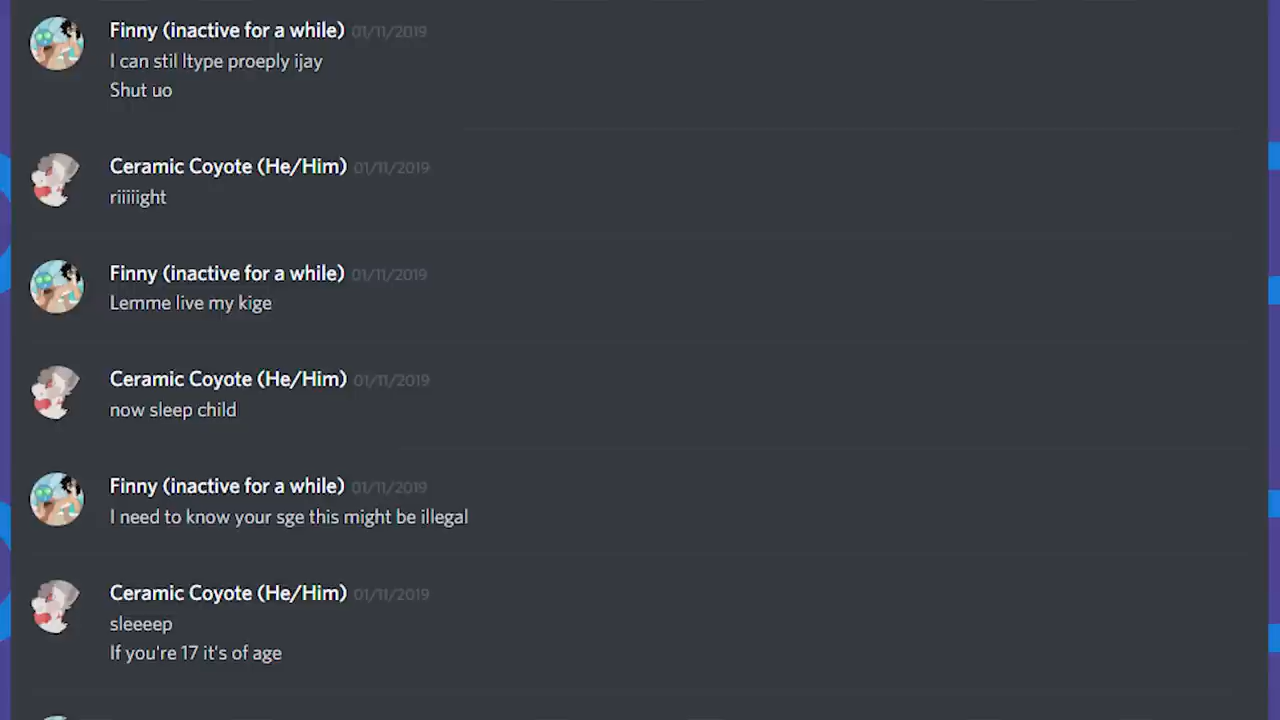 Finny (inactive for a while) 01/11/2019
I can stil ltype proeply ijay
Shut uo
Ceramic Coyote (He/Him) 01/11/2019
riiiiight
Finny (inactive for a while) 01/11/2019
Lemme live my kige
Ceramic Coyote (He/Him) 01/11/2019
now sleep child
Finny (inactive for a while) 01/11/2019
I need to know your sge this might be illegal
Ceramic Coyote (He/Him) 01/11/2019
sleeeep
If you're 17 it's of age